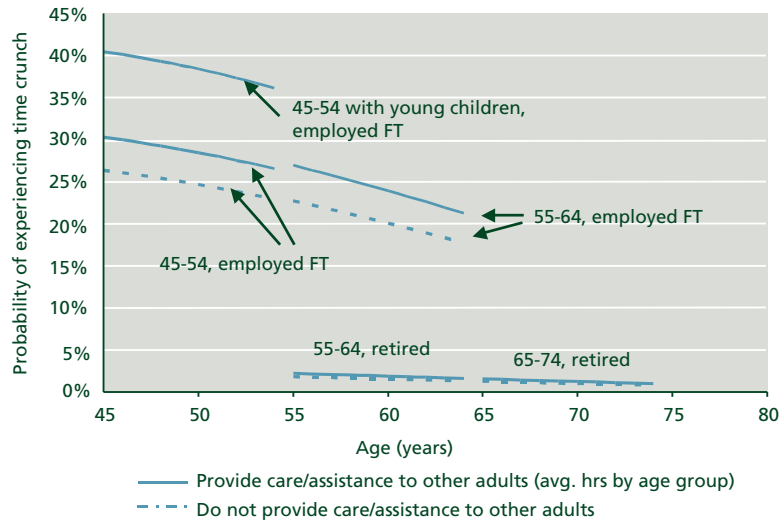 Probability of experiencing time crunch
45%
40%
35%
30%
25%
20%
15%
10%
5%
0%
45-54 with young children,
employed FT
55-64, employed FT
45-54, employed FT
55-64, retired
65-74, retired
45 50 55 60 65 70 75 80
Age (years)
Provide care/assistance to other adults (avg. hrs by age group)
Do not provide care/assistance to other adults